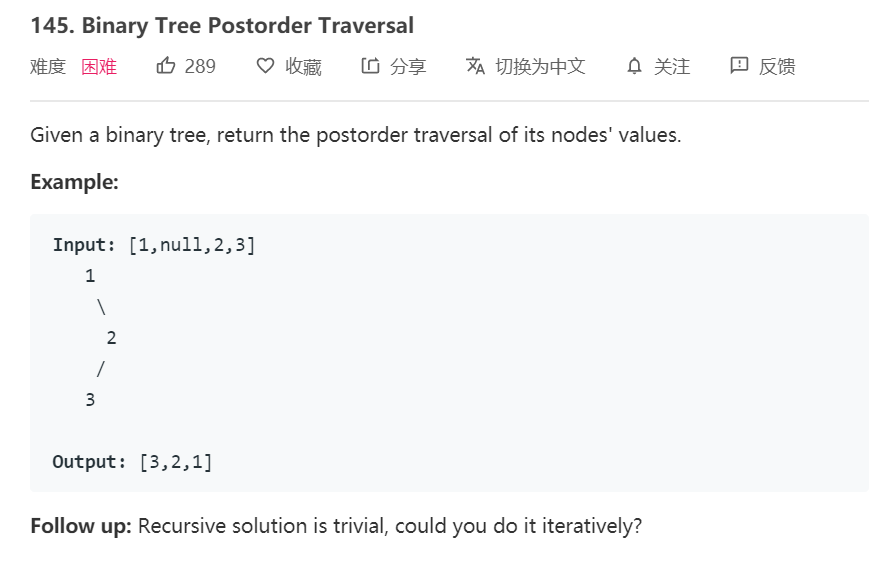 145. Binary Tree Postorder Traversal
难度 困难 289 收藏 分享 切换为中文 关注 反馈
Given a binary tree, return the postorder traversal of its nodes' values.
Example:
Input: [1,null,2,3]
1
\
2
/
3
Output: [3,2,1]
Follow up: Recursive solution is trivial, could you do it iteratively?